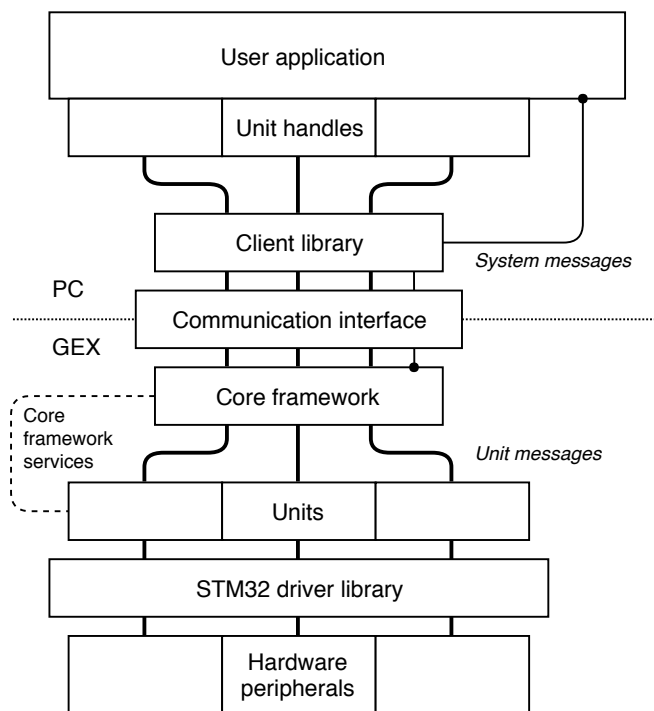 User application
Unit handles
Client library
System messages
PC
Communication interface
GEX
Core framework
Core
framework
services
Unit messages
Units
STM32 driver library
Hardware
peripherals